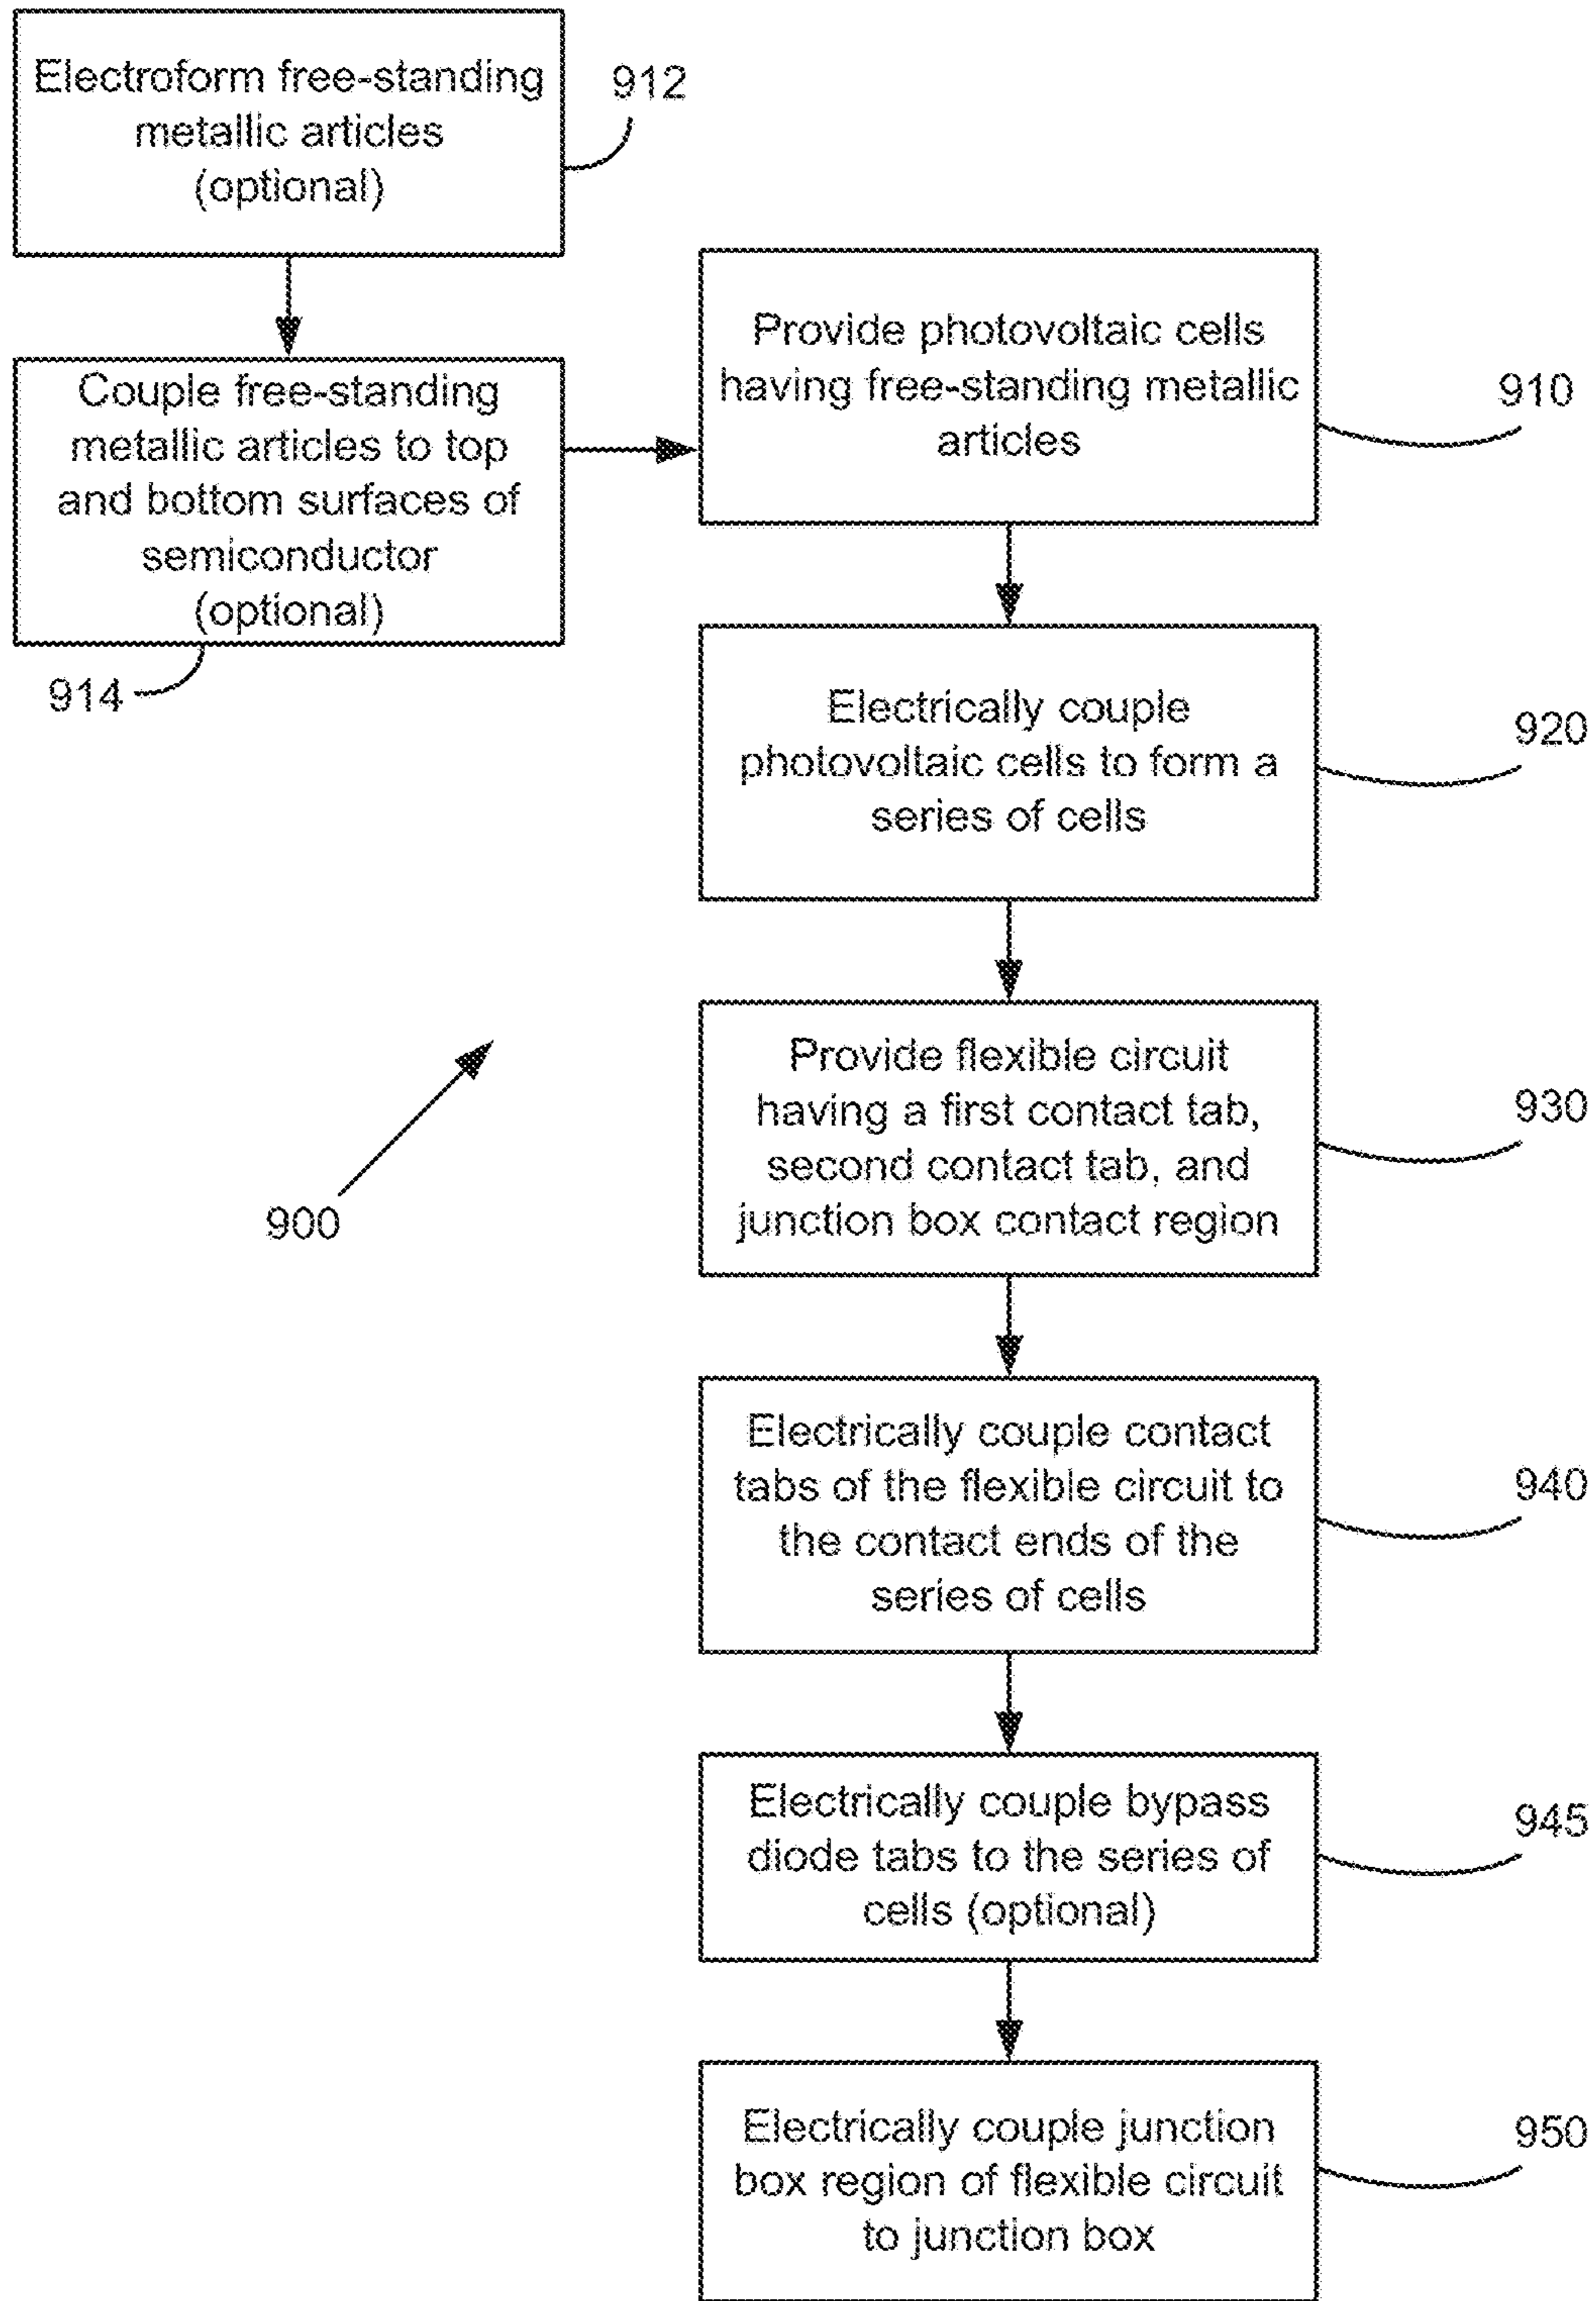 Electroform free-standing
metallic articles
(optional)
912
Couple free-standing
metallic articles to top
and bottom surfaces of
semiconductor
(optional)
914
Provide photovoltaic cells
having free-standing metallic
articles
910
Electrically couple
photovoltaic cells to form a
series of cells
920
Provide flexible circuit
having a first contact tab,
second contact tab, and
junction box contact region
930
900
Electrically couple contact
tabs of the flexible circuit to
the contact ends of the
series of cells
940
Electrically couple bypass
diode tabs to the series of
cells (optional)
945
Electrically couple junction
box region of flexible circuit
to junction box
950